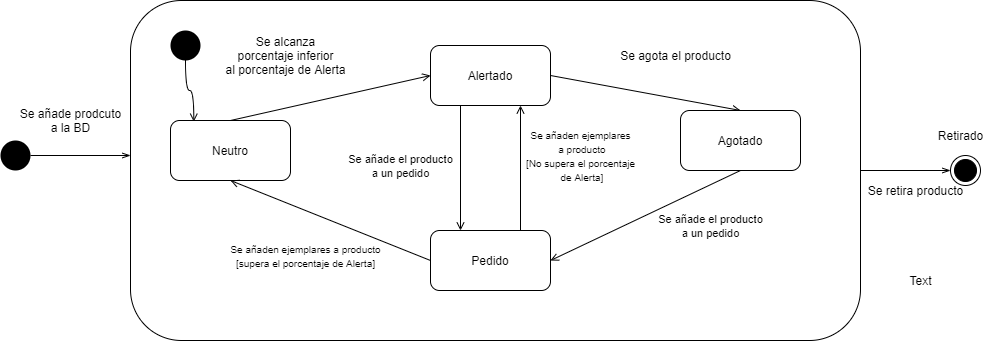 Se alcanza
porcentaje inferior
al porcentaje de Alerta
Se agota el producto
Alertado
Se añade prodcuto
a la BD
Neutro
Se añaden ejemplares
a producto
[No supera el porcentaje
de Alerta]
Agotado
Retirado
Se añade el producto
a un pedido
Se retira producto
Se añade el producto
a un pedido
Se añaden ejemplares a producto
[supera el porcentaje de Alerta]
Pedido
Text